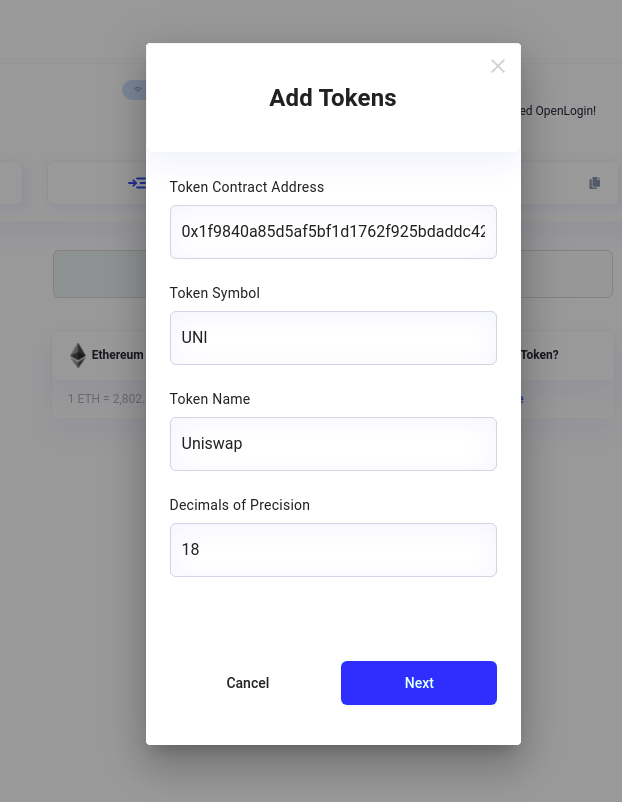 Add Tokens
ed OpenLogin!
Token Contract Address
0x1f9840a85d5af5bf1d1762f925bdaddc42
Token Symbol
UNI
Ethereum
Token?
1 ETH = 2,802.
Token Name
Uniswap
Decimals of Precision
18
Cancel
Next